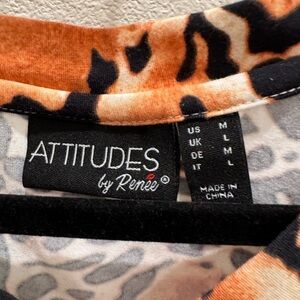 ATTITUDES
by Renée®
US M
UK L
DE M
IT L
MADE IN
CHINA